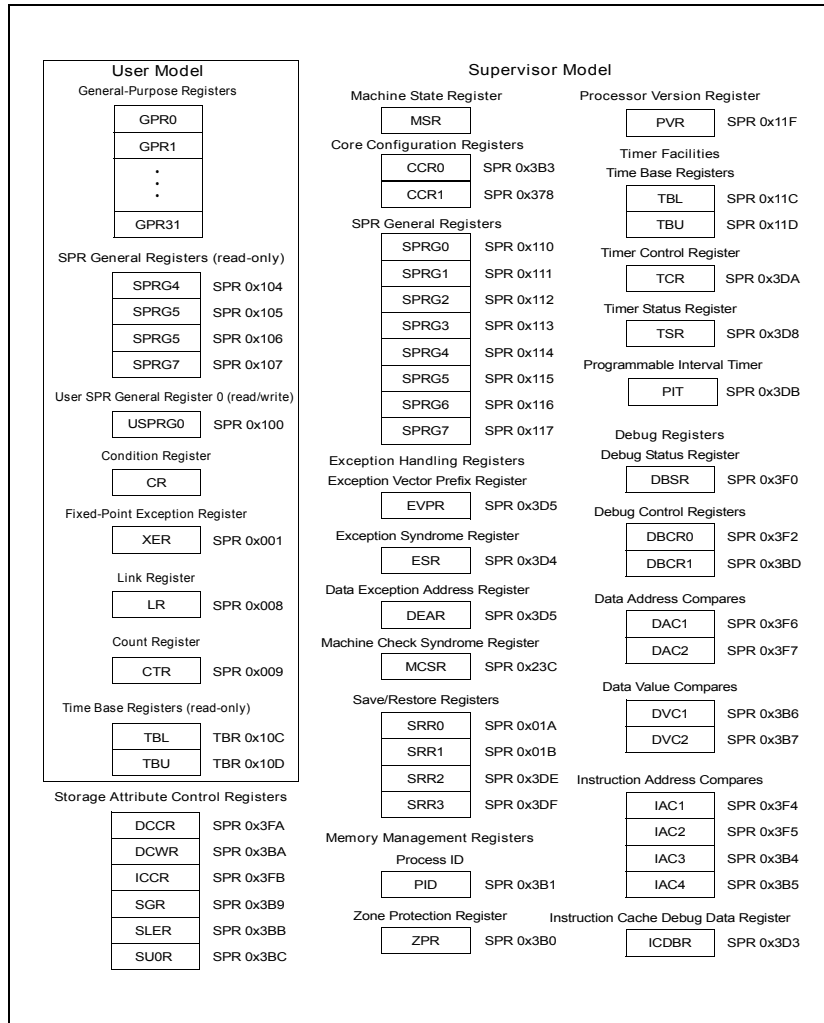 User Model
General-Purpose Registers
GPR0
GPR1
GPR31
SPR General Registers (read-only)
SPRG4 SPR 0x104
SPRG5 SPR 0x105
SPRG5 SPR 0x106
SPRG7 SPR 0x107
User SPR General Register 0 (read/write)
USPRG0 SPR 0x100
Condition Register
CR
Fixed-Point Exception Register
XER SPR 0x001
Link Register
LR SPR 0x008
Count Register
CTR SPR 0x009
Time Base Registers (read-only)
TBL TBR 0x10C
TBU TBR 0x10D
Storage Attribute Control Registers
DCCR SPR 0x3FA
DCWR SPR 0x3BA
ICCR SPR 0x3FB
SGR SPR 0x3B9
SLER SPR 0x3BB
SU0R SPR 0x3BC
Supervisor Model
Machine State Register
MSR
Core Configuration Registers
CCR0 SPR 0x3B3
CCR1 SPR 0x378
SPR General Registers
SPRG0 SPR 0x110
SPRG1 SPR 0x111
SPRG2 SPR 0x112
SPRG3 SPR 0x113
SPRG4 SPR 0x114
SPRG5 SPR 0x115
SPRG6 SPR 0x116
SPRG7 SPR 0x117
Exception Handling Registers
Exception Vector Prefix Register
EVPR SPR 0x3D5
Exception Syndrome Register
ESR SPR 0x3D4
Data Exception Address Register
DEAR SPR 0x3D5
Machine Check Syndrome Register
MCSR SPR 0x23C
Save/Restore Registers
SRR0 SPR 0x01A
SRR1 SPR 0x01B
SRR2 SPR 0x3DE
SRR3 SPR 0x3DF
Memory Management Registers
Process ID
PID SPR 0x3B1
Zone Protection Register
ZPR SPR 0x3B0
Processor Version Register
PVR SPR 0x11F
Timer Facilities
Time Base Registers
TBL SPR 0x11C
TBU SPR 0x11D
Timer Control Register
TCR SPR 0x3DA
Timer Status Register
TSR SPR 0x3D8
Programmable Interval Timer
PIT SPR 0x3DB
Debug Registers
Debug Status Register
DBSR SPR 0x3F0
Debug Control Registers
DBCR0 SPR 0x3F2
DBCR1 SPR 0x3BD
Data Address Compares
DAC1 SPR 0x3F6
DAC2 SPR 0x3F7
Data Value Compares
DVC1 SPR 0x3B6
DVC2 SPR 0x3B7
Instruction Address Compares
IAC1 SPR 0x3F4
IAC2 SPR 0x3F5
IAC3 SPR 0x3B4
IAC4 SPR 0x3B5
Instruction Cache Debug Data Register
ICDBR SPR 0x3D3